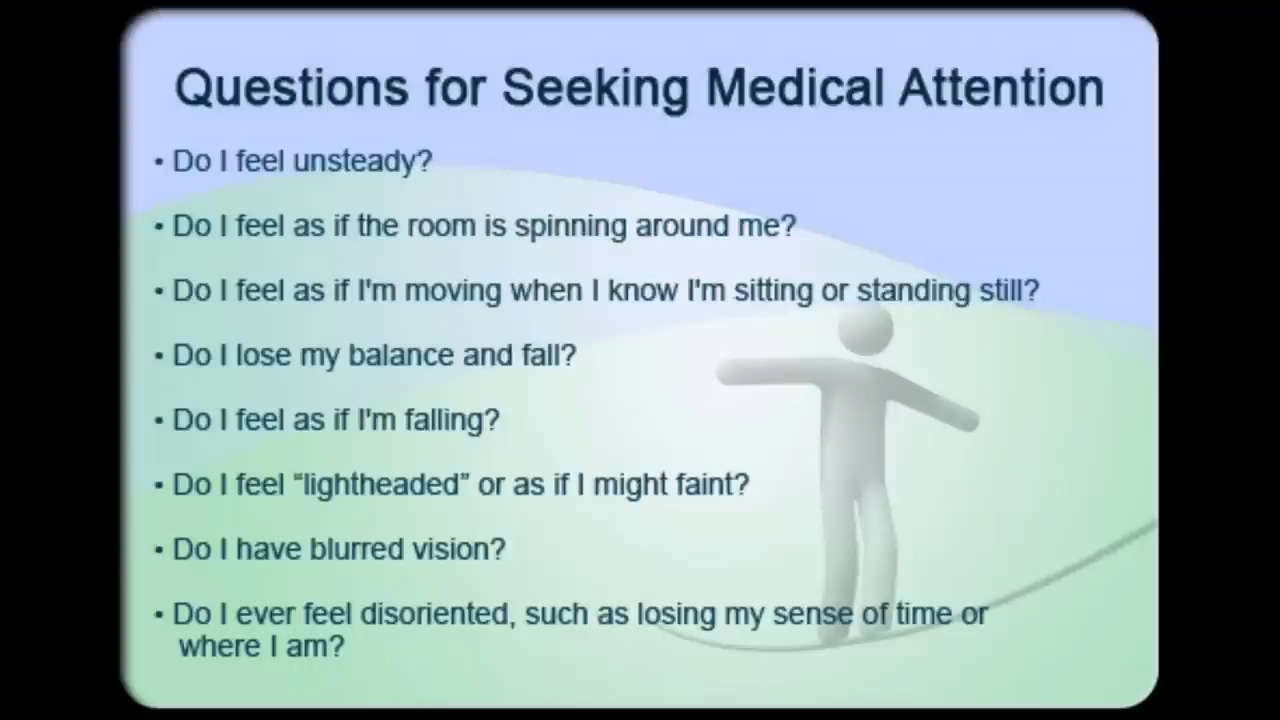 Questions for Seeking Medical Attention
• Do I feel unsteady?
• Do I feel as if the room is spinning around me?
• Do I feel as if I'm moving when I know I'm sitting or standing still?
• Do I lose my balance and fall?
• Do I feel as if I'm falling?
• Do I feel “lightheaded” or as if I might faint?
• Do I have blurred vision?
• Do I ever feel disoriented, such as losing my sense of time or
where I am?